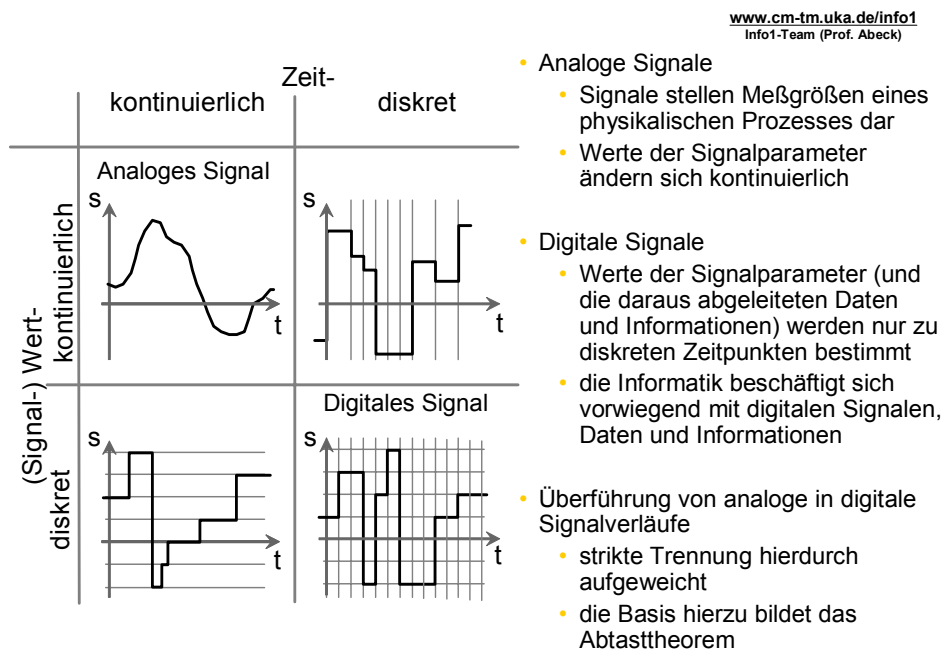 www.cm-tm.uka.de/info1
Info1-Team (Prof. Abeck)
Zeit-
kontinuierlich
diskret
(Signal-) Wert-
kontinuierlich
diskret
Analoges Signal
s
t
s
t
Digitales Signal
s
t
s
t
• Analoge Signale
• Signale stellen Meßgrößen eines
physikalischen Prozesses dar
• Werte der Signalparameter
ändern sich kontinuierlich
• Digitale Signale
• Werte der Signalparameter (und
die daraus abgeleiteten Daten
und Informationen) werden nur zu
diskreten Zeitpunkten bestimmt
• die Informatik beschäftigt sich
vorwiegend mit digitalen Signalen,
Daten und Informationen
• Überführung von analoge in digitale
Signalverläufe
• strikte Trennung hierdurch
aufgeweicht
• die Basis hierzu bildet das
Abtasttheorem